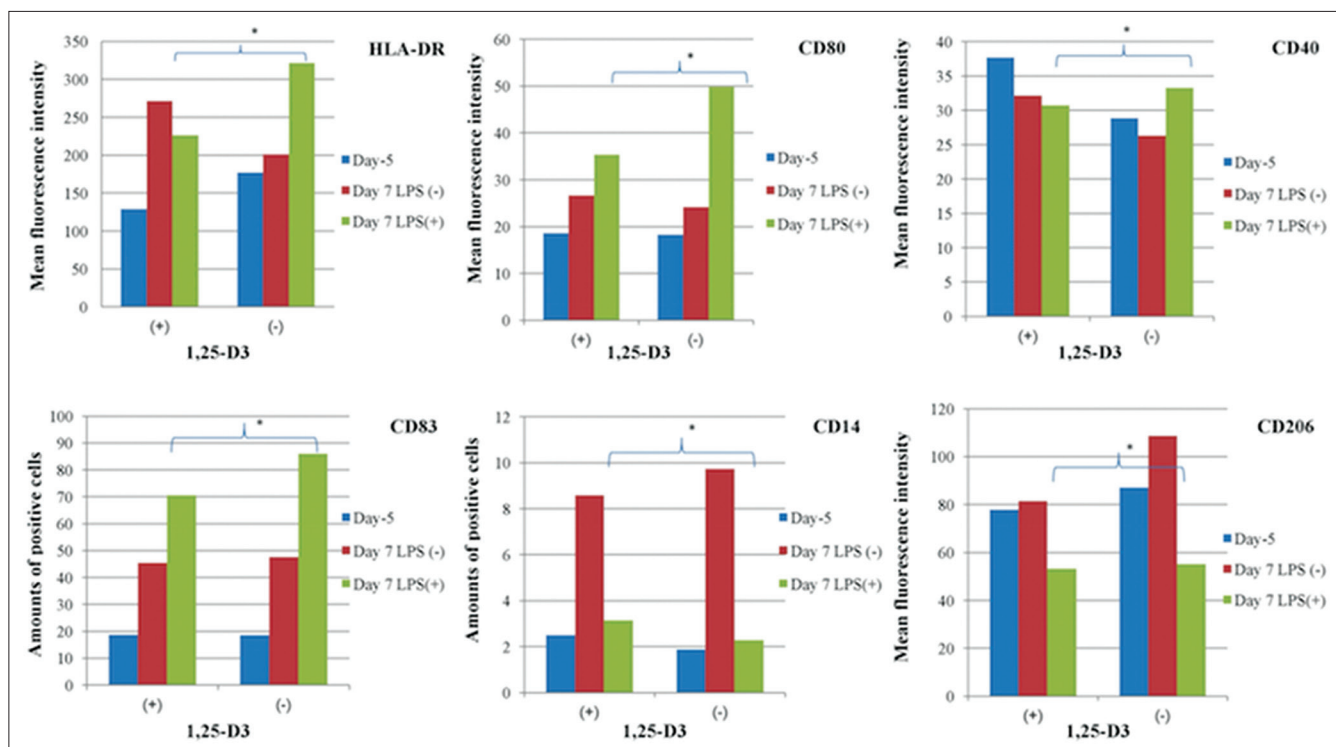 HLA-DR
*
Mean fluorescence intensity
350
300
250
200
150
100
50
0
Day-5
Day 7 LPS (-)
Day 7 LPS(+)
(+)
(-)
1,25-D3
CD80
*
Mean fluorescence intensity
60
50
40
30
20
10
0
Day-5
Day 7 LPS (-)
Day 7 LPS(+)
(+)
(-)
1,25-D3
CD40
*
Mean fluorescence intensity
40
35
30
25
20
15
10
5
0
Day-5
Day 7 LPS (-)
Day 7 LPS(+)
(+)
(-)
1,25-D3
CD83
*
Amounts of positive cells
100
90
80
70
60
50
40
30
20
10
0
Day-5
Day 7 LPS (-)
Day 7 LPS(+)
(+)
(-)
1,25-D3
CD14
*
Amounts of positive cells
12
10
8
6
4
2
0
Day-5
Day 7 LPS (-)
Day 7 LPS(+)
(+)
(-)
1,25-D3
CD206
*
Mean fluorescence intensity
120
100
80
60
40
20
0
Day-5
Day 7 LPS (-)
Day 7 LPS(+)
(+)
(-)
1,25-D3